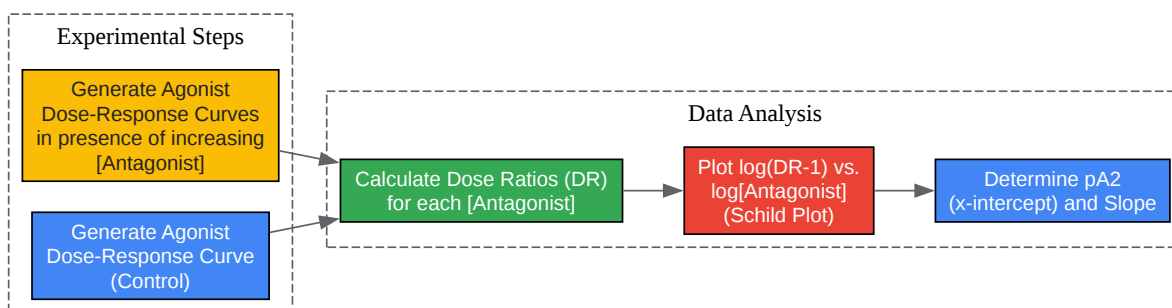 Experimental Steps
Generate Agonist
Dose-Response Curves
in presence of increasing
[Antagonist]
Generate Agonist
Dose-Response Curve
(Control)
Data Analysis
Calculate Dose Ratios (DR)
for each [Antagonist]
Plot log(DR-1) vs.
log[Antagonist]
(Schild Plot)
Determine pA2
(x-intercept) and Slope